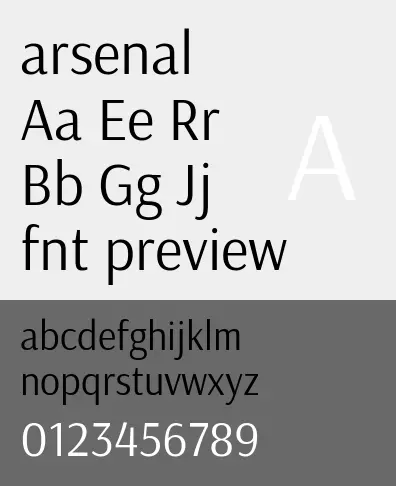 arsenal
Aa Ee Rr
A
Bb Gg Jj
fnt preview
abcdefghijklm
nopqrstuvwxyz
0123456789